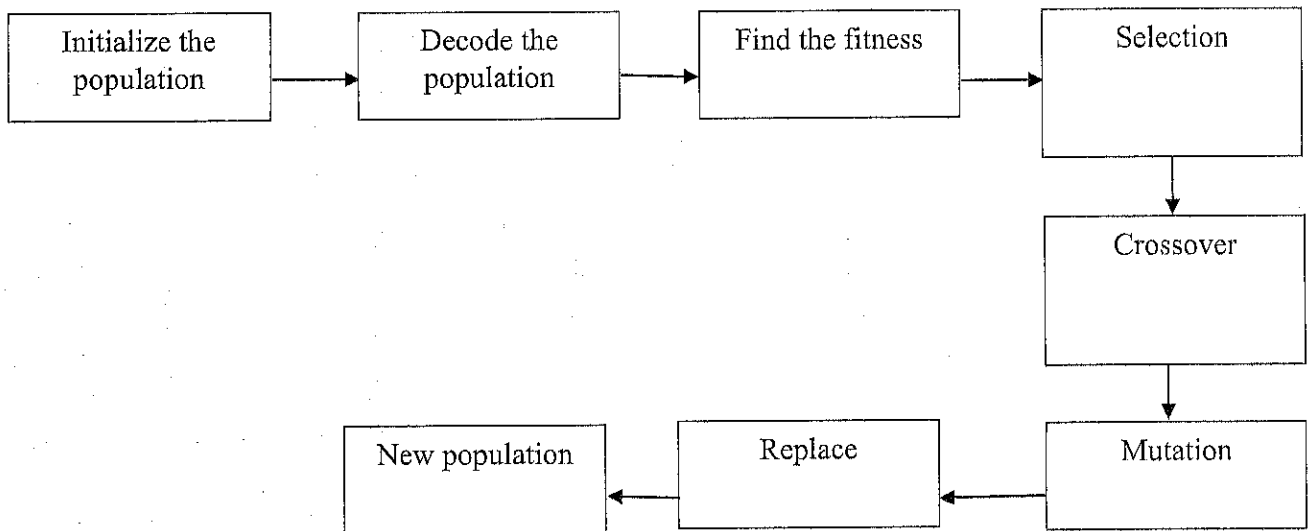 Initialize the
population
Decode the
population
Find the fitness
Selection
Crossover
Mutation
Replace
New population